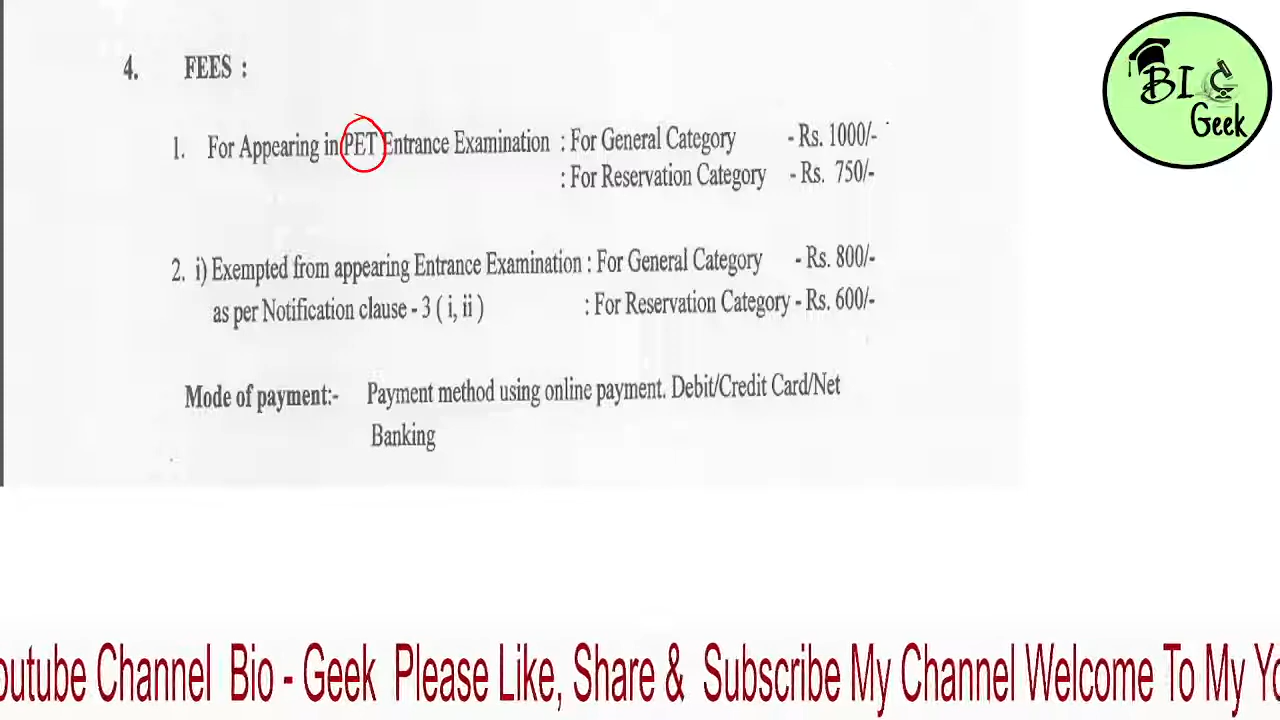 4. FEES :
1. For Appearing in PET Entrance Examination : For General Category - Rs. 1000/-
: For Reservation Category - Rs. 750/-
2. i) Exempted from appearing Entrance Examination : For General Category - Rs. 800/-
as per Notification clause - 3 ( i, ii ) : For Reservation Category - Rs. 600/-
Mode of payment:- Payment method using online payment. Debit/Credit Card/Net
Banking
BIO
Geek
outube Channel Bio - Geek Please Like, Share & Subscribe My Channel Welcome To My Yo